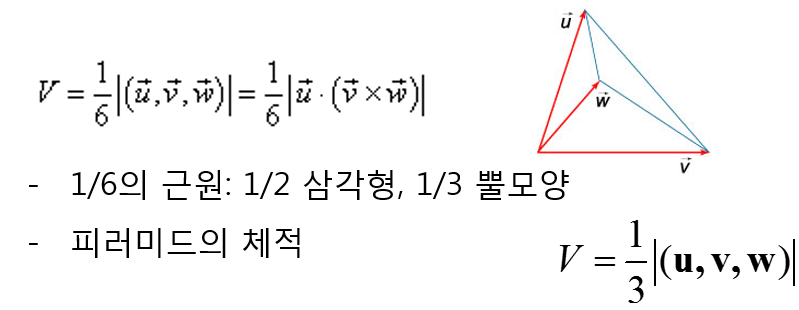 V = 1/6 |(u⃗, v⃗, w⃗)| = 1/6 |u⃗ · (v⃗ × w⃗)|
u⃗
w⃗
v⃗
- 1/6의 근원: 1/2 삼각형, 1/3 뿔모양
- 피러미드의 체적
V = 1/3 |(u, v, w)|